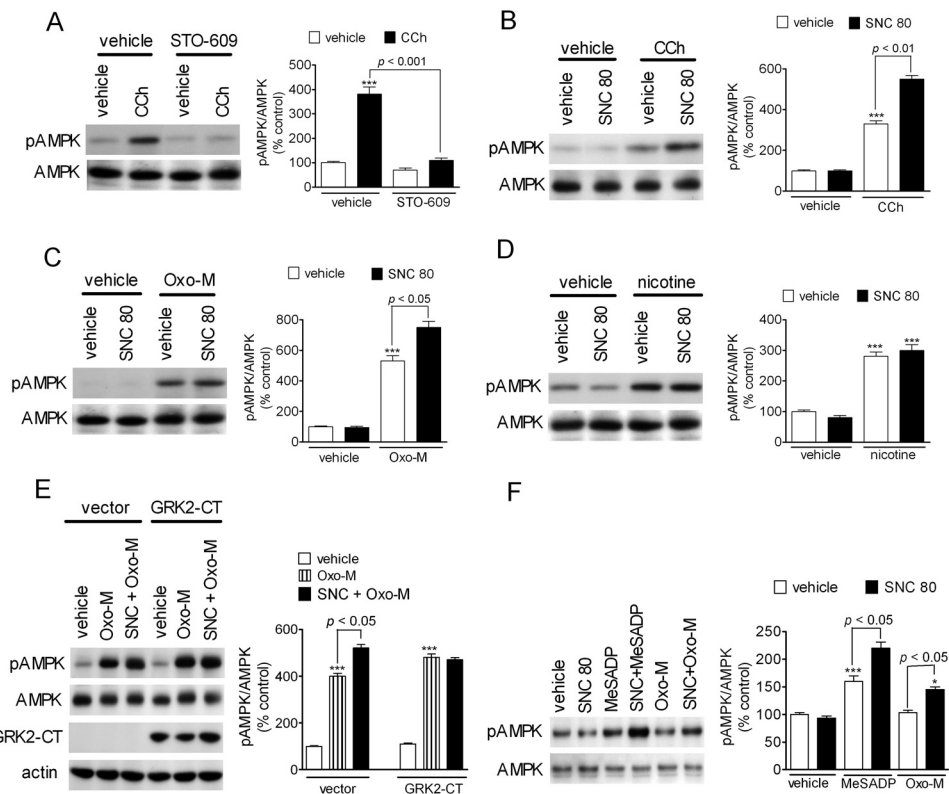 A
vehicle STO-609
vehicle
CCh
vehicle
CCh
pAMPK
AMPK
vehicle CCh
p < 0.001
***
pAMPK/AMPK
(% control)
500
400
300
200
100
0
vehicle STO-609
B
vehicle CCh
vehicle
SNC 80
vehicle
SNC 80
pAMPK
AMPK
vehicle SNC 80
p < 0.01
***
pAMPK/AMPK
(% control)
600
400
200
0
vehicle CCh
C
vehicle Oxo-M
vehicle
SNC 80
vehicle
SNC 80
pAMPK
AMPK
vehicle SNC 80
p < 0.05
***
pAMPK/AMPK
(% control)
800
600
400
200
0
vehicle Oxo-M
D
vehicle nicotine
vehicle
SNC 80
vehicle
SNC 80
pAMPK
AMPK
vehicle SNC 80
*** ***
pAMPK/AMPK
(% control)
400
300
200
100
0
vehicle nicotine
E
vector GRK2-CT
vehicle
Oxo-M
SNC + Oxo-M
vehicle
Oxo-M
SNC + Oxo-M
pAMPK
AMPK
GRK2-CT
actin
vehicle
Oxo-M
SNC + Oxo-M
p < 0.05
*** ***
pAMPK/AMPK
(% control)
600
400
200
0
vector GRK2-CT
F
vehicle
SNC 80
MeSADP
SNC+MeSADP
Oxo-M
SNC+Oxo-M
pAMPK
AMPK
vehicle SNC 80
p < 0.05
p < 0.05
*** *
pAMPK/AMPK
(% control)
250
200
150
100
50
0
vehicle MeSADP Oxo-M